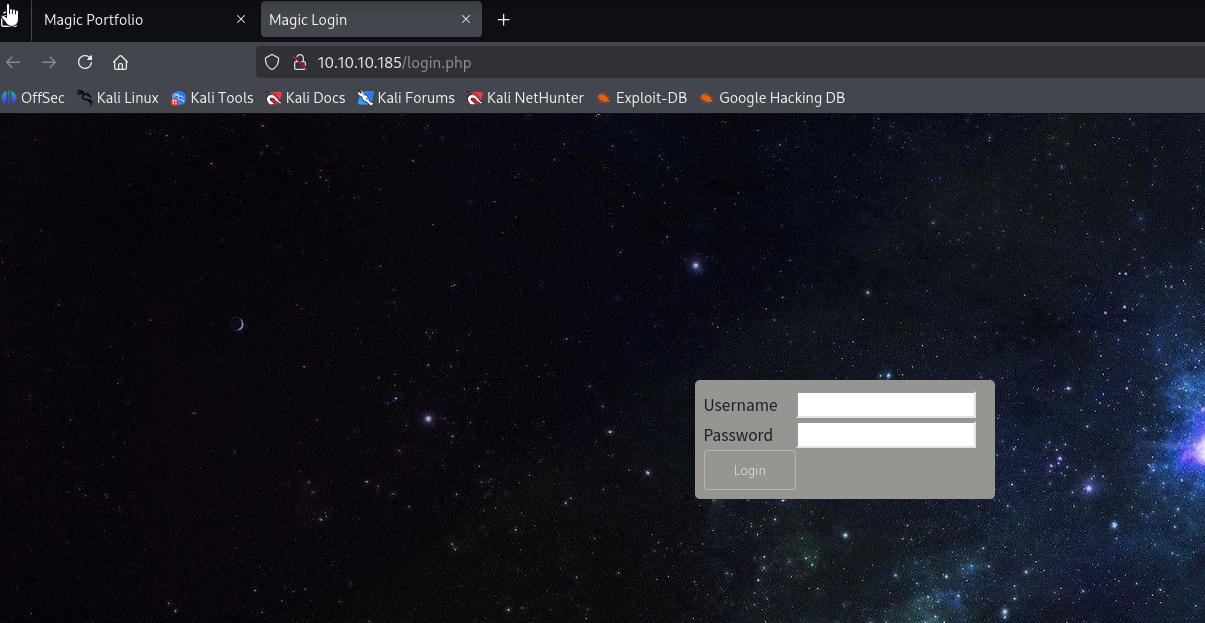 Magic Portfolio Magic Login
10.10.10.185/login.php
OffSec Kali Linux Kali Tools Kali Docs Kali Forums Kali NetHunter Exploit-DB Google Hacking DB
Username
Password
Login